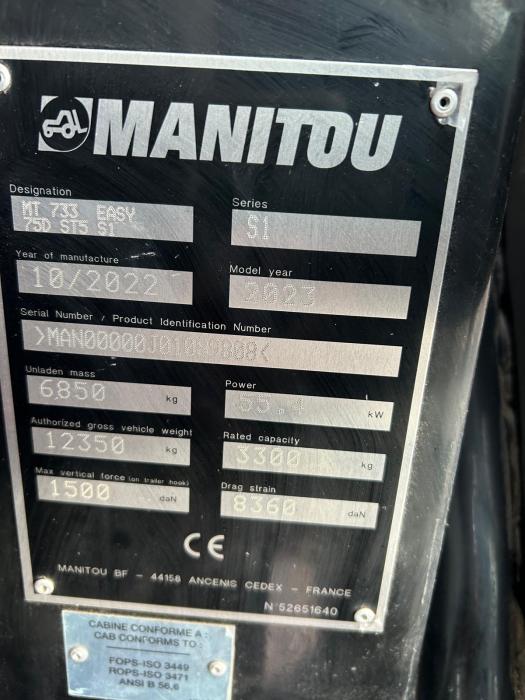 MANITOU
Designation
MT 733 EASY
75D ST5 S1
Series
S1
Year of manufacture
10/2022
Model year
2023
Serial Number / Product Identification Number
Unladen mass
6850 kg
Power
55,4 kW
Authorized gross vehicle weight
12350 kg
Rated capacity
3300 kg
Max vertical force (on trailer hook)
1500 daN
Drag strain
8360 daN
CE
MANITOU BF - 44158 ANCENIS CEDEX - FRANCE
N°52651640
CABINE CONFORME A :
CAB CONFORMS TO :
FOPS-ISO 3449
ROPS-ISO 3471
ANSI B 56,6